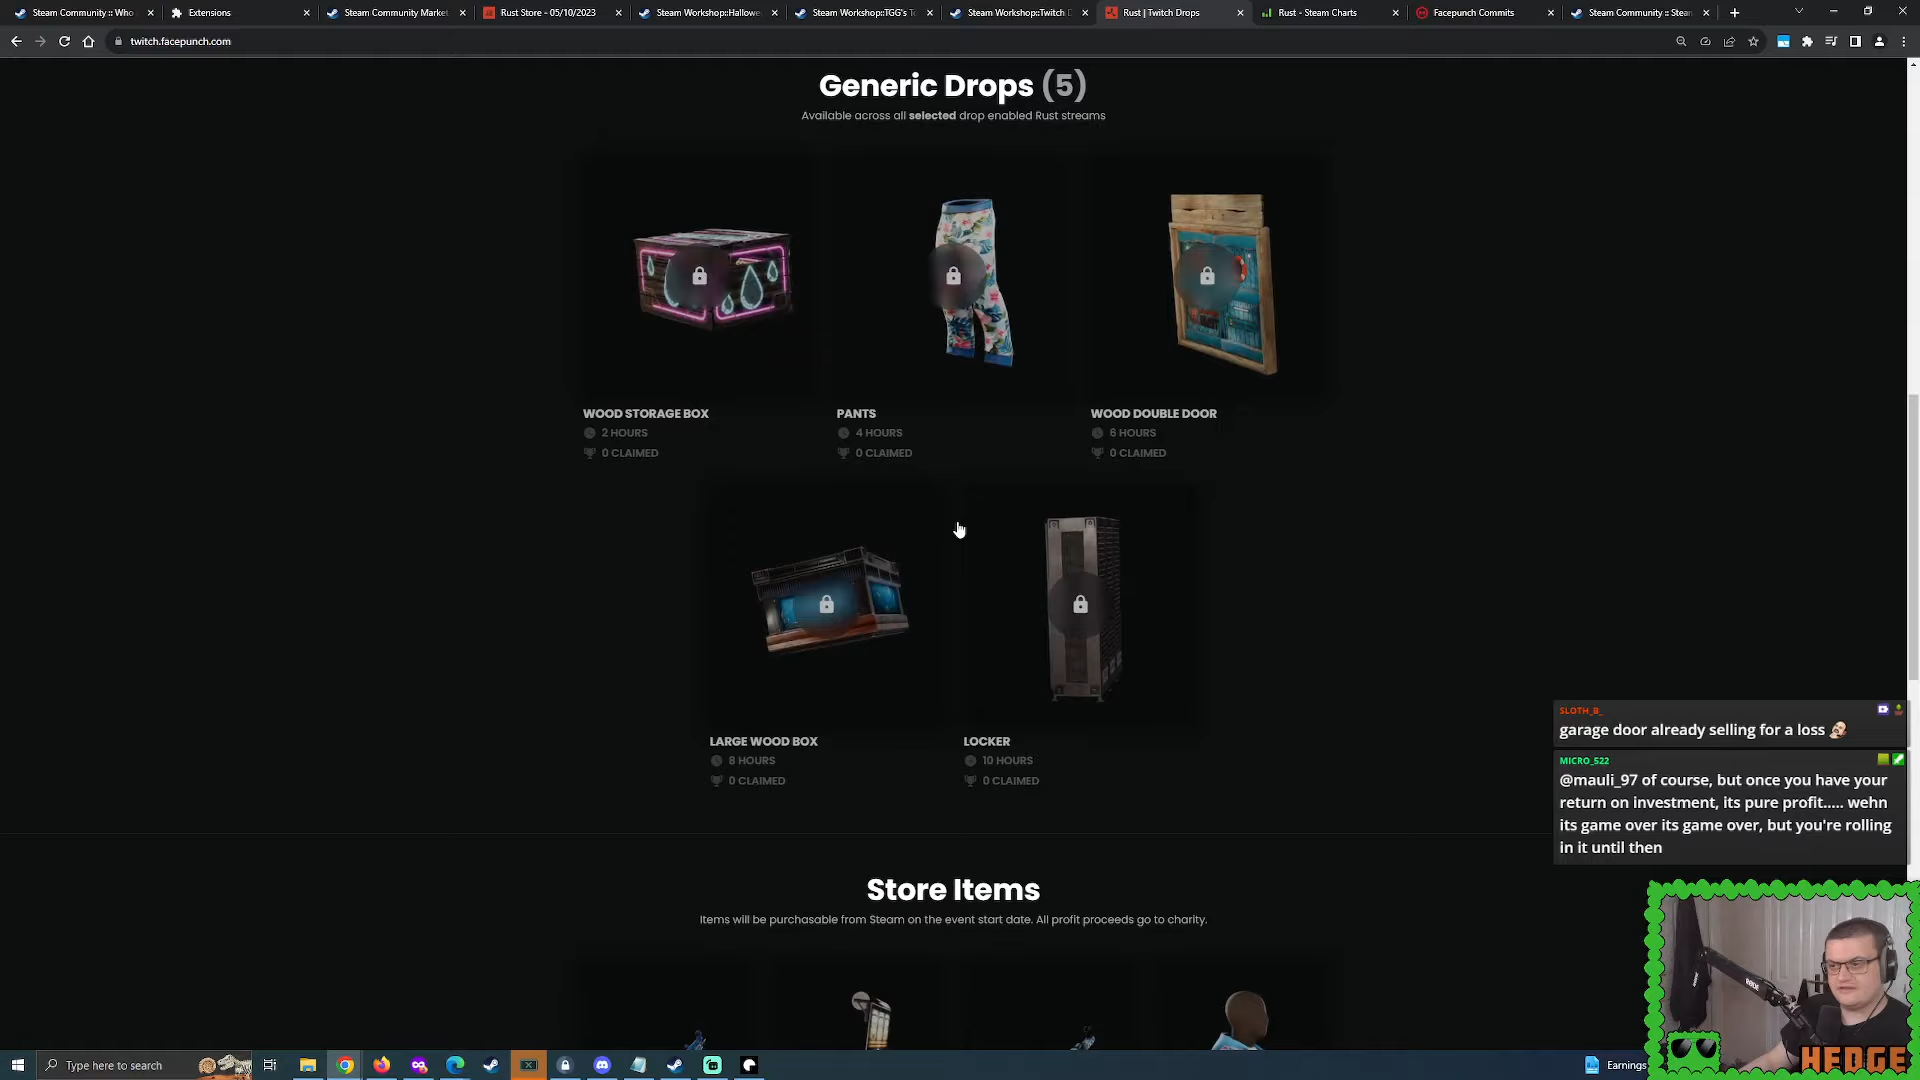 Steam Community :: Who
Extensions
Steam Community Market
Rust Store - 05/10/2023
Steam Workshop::Hallowe
Steam Workshop::TGG's T
Steam Workshop::Twitch D
Rust | Twitch Drops
Rust - Steam Charts
Facepunch Commits
Steam Community :: Stear
twitch.facepunch.com
Generic Drops (5)
Available across all selected drop enabled Rust streams
WOOD STORAGE BOX
2 HOURS
0 CLAIMED
PANTS
4 HOURS
0 CLAIMED
WOOD DOUBLE DOOR
6 HOURS
0 CLAIMED
LARGE WOOD BOX
8 HOURS
0 CLAIMED
LOCKER
10 HOURS
0 CLAIMED
SLOTH_B_
garage door already selling for a loss
MICRO_522
@mauli_97 of course, but once you have your
return on investment, its pure profit..... wehn
its game over its game over, but you're rolling
in it until then
Store Items
Items will be purchasable from Steam on the event start date. All profit proceeds go to charity.
RØDE
HEDGE
Type here to search
Earnings